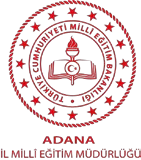 TÜRKİYE CUMHURİYETİ MİLLÎ EĞİTİM BAKANLIĞI
ADANA
İL MİLLÎ EĞİTİM MÜDÜRLÜĞÜ